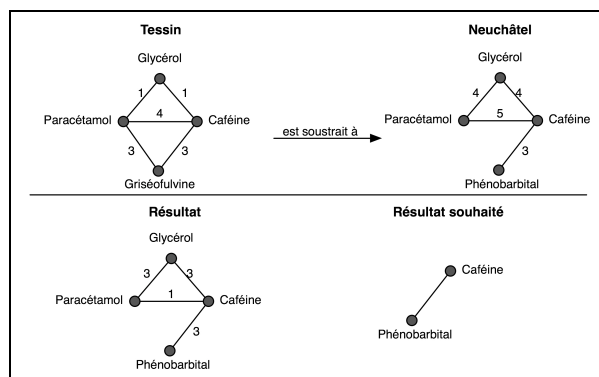 Tessin
Neuchâtel
Glycérol
Glycérol
1
1
4
4
Paracétamol
4
Caféine
est soustrait à
Paracétamol
5
Caféine
3
3
3
Griséofulvine
Phénobarbital
Résultat
Résultat souhaité
Glycérol
3
3
Caféine
Paracétamol
1
Caféine
3
Phénobarbital
Phénobarbital